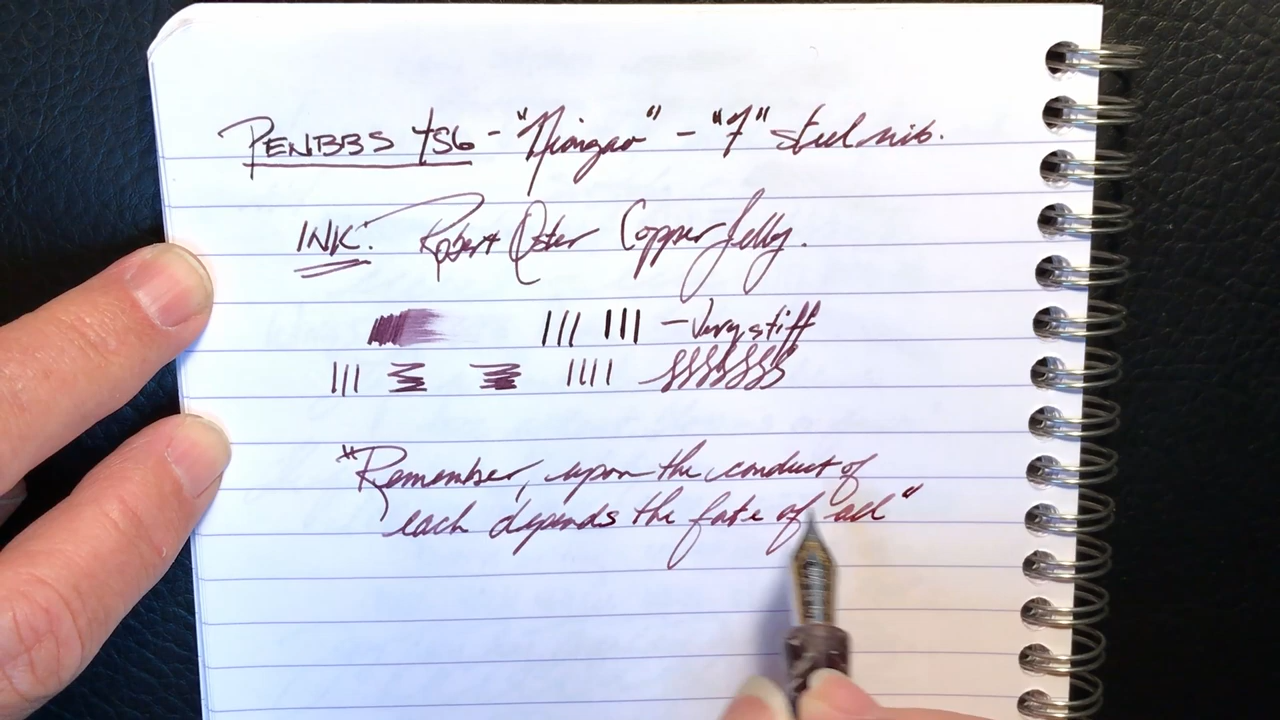 PENBBS 456 - "Niangao" - "F" steel nib.
INK: Robert Oster Copper Jelly.
- Very stiff
"Remember, upon the conduct of
each depends the fate of all"